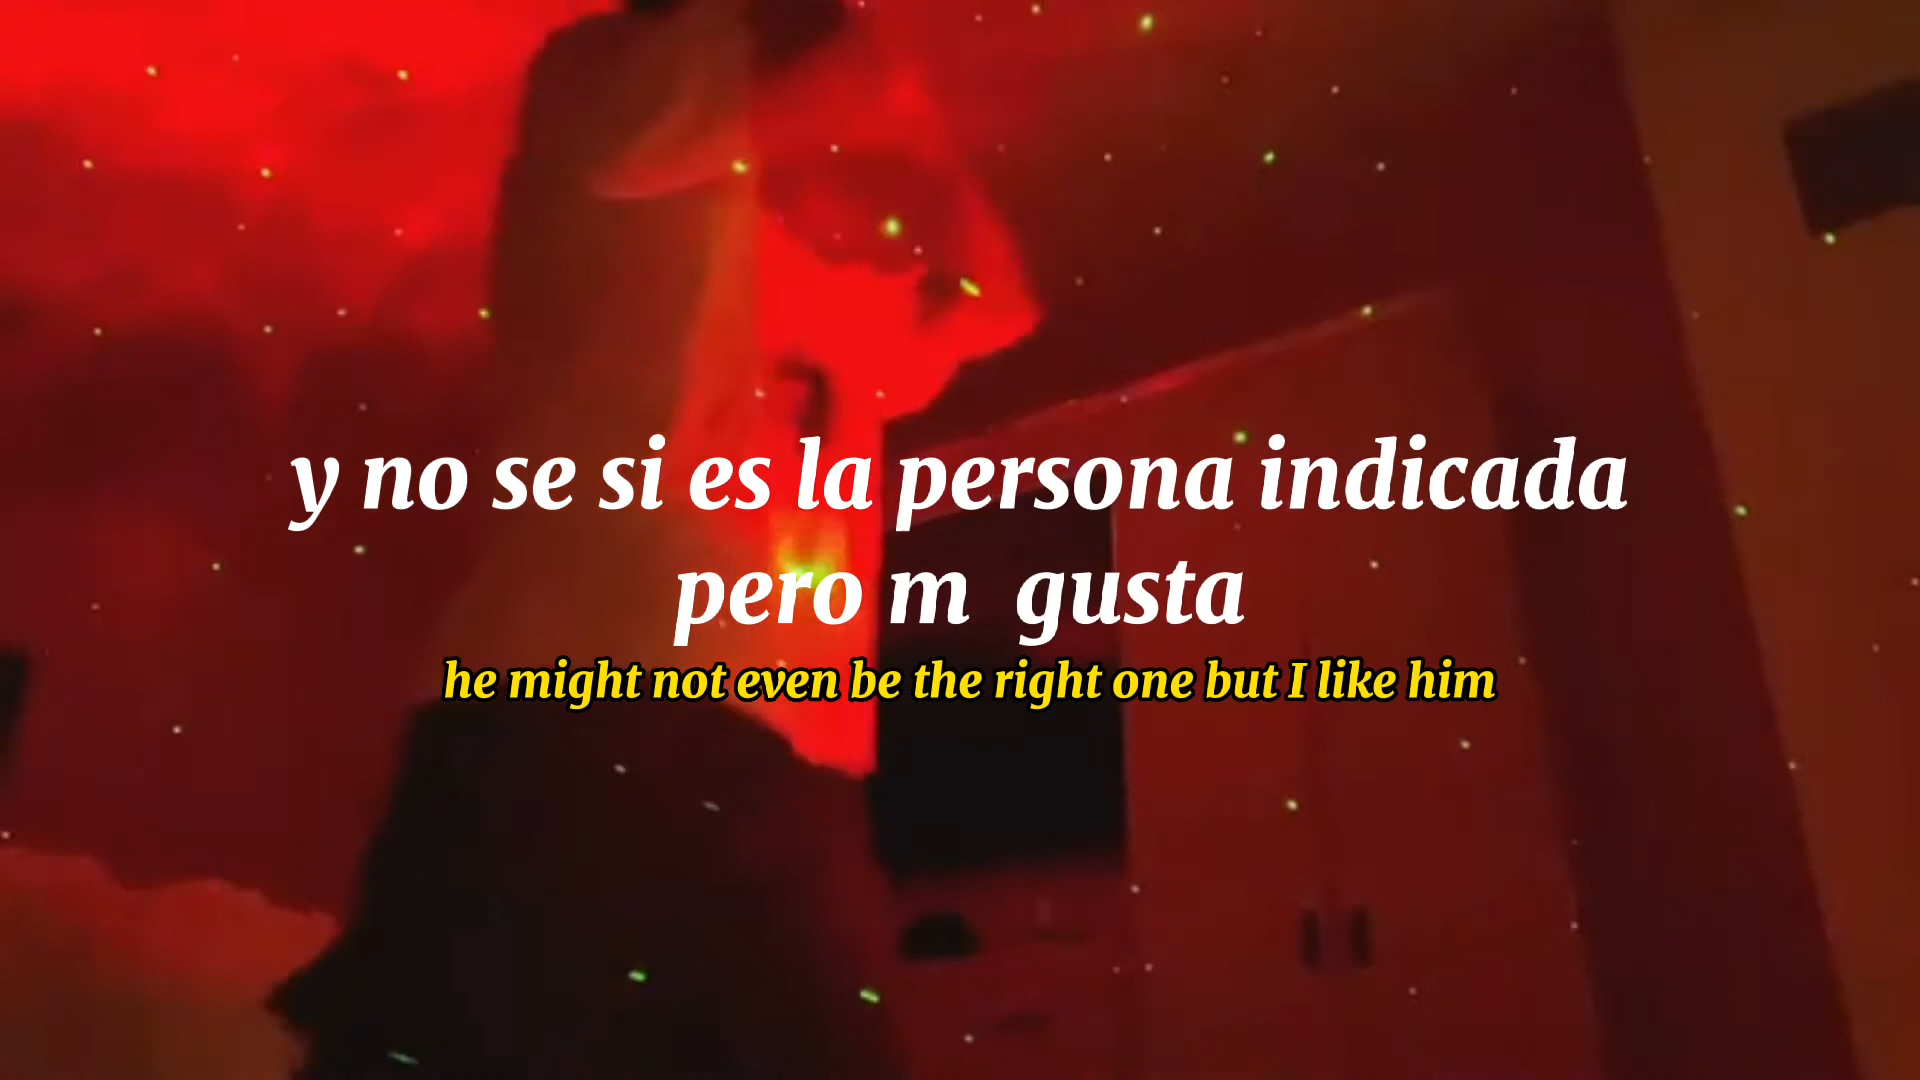 y no se si es la persona indicada
pero m gusta
he might not even be the right one but I like him